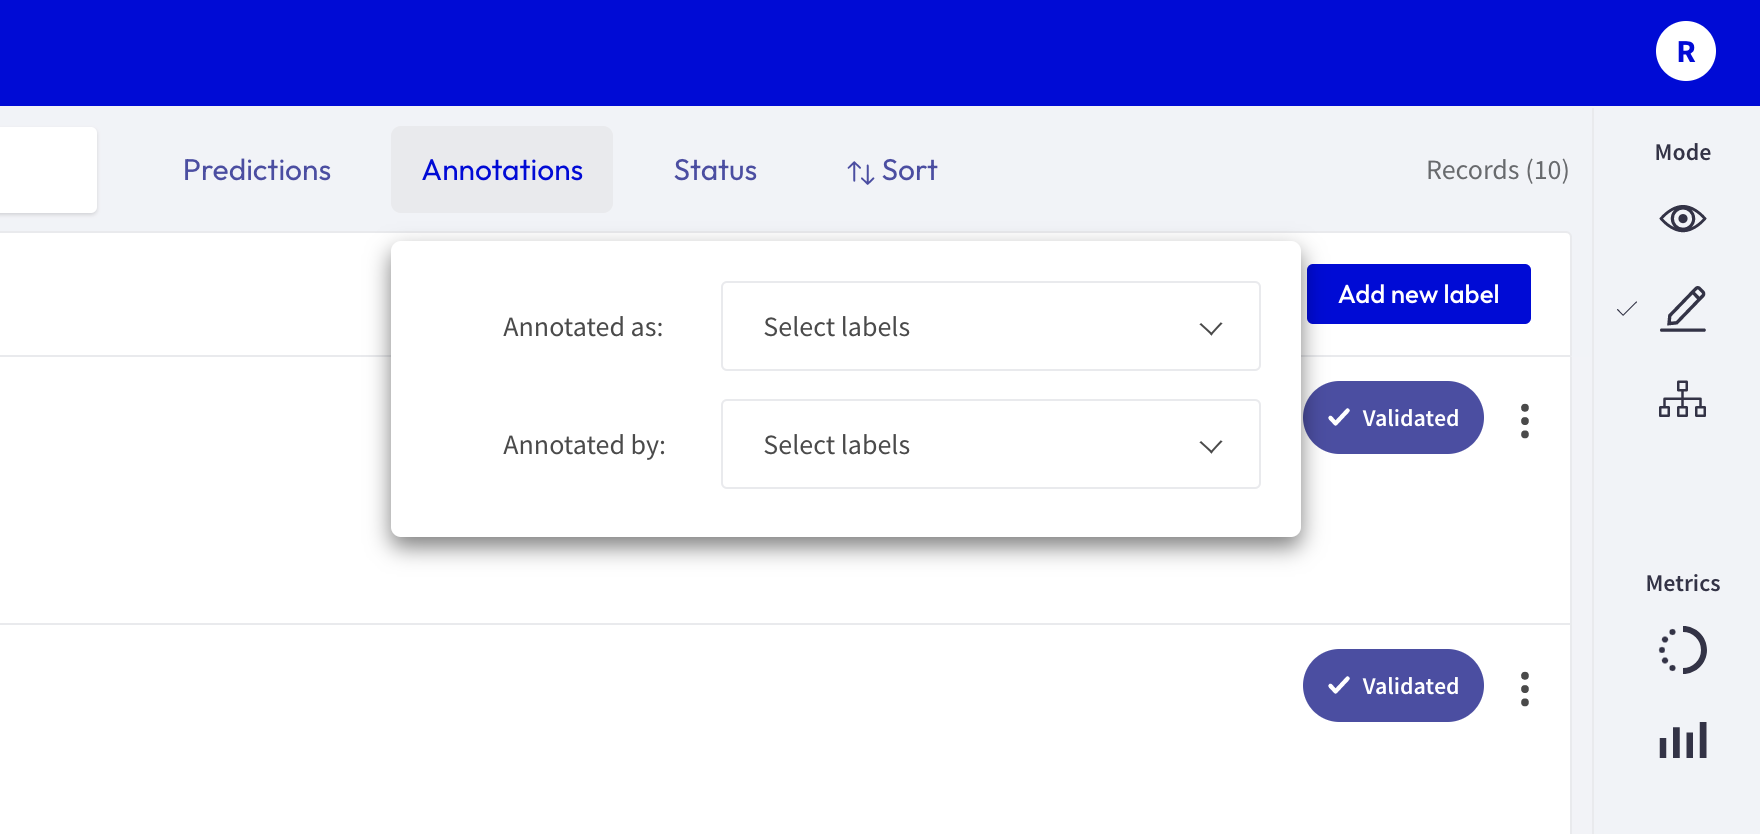 R
Predictions
Annotations
Status
Sort
Records (10)
Mode
Annotated as:
Select labels
Add new label
Annotated by:
Select labels
Validated
Metrics
Validated